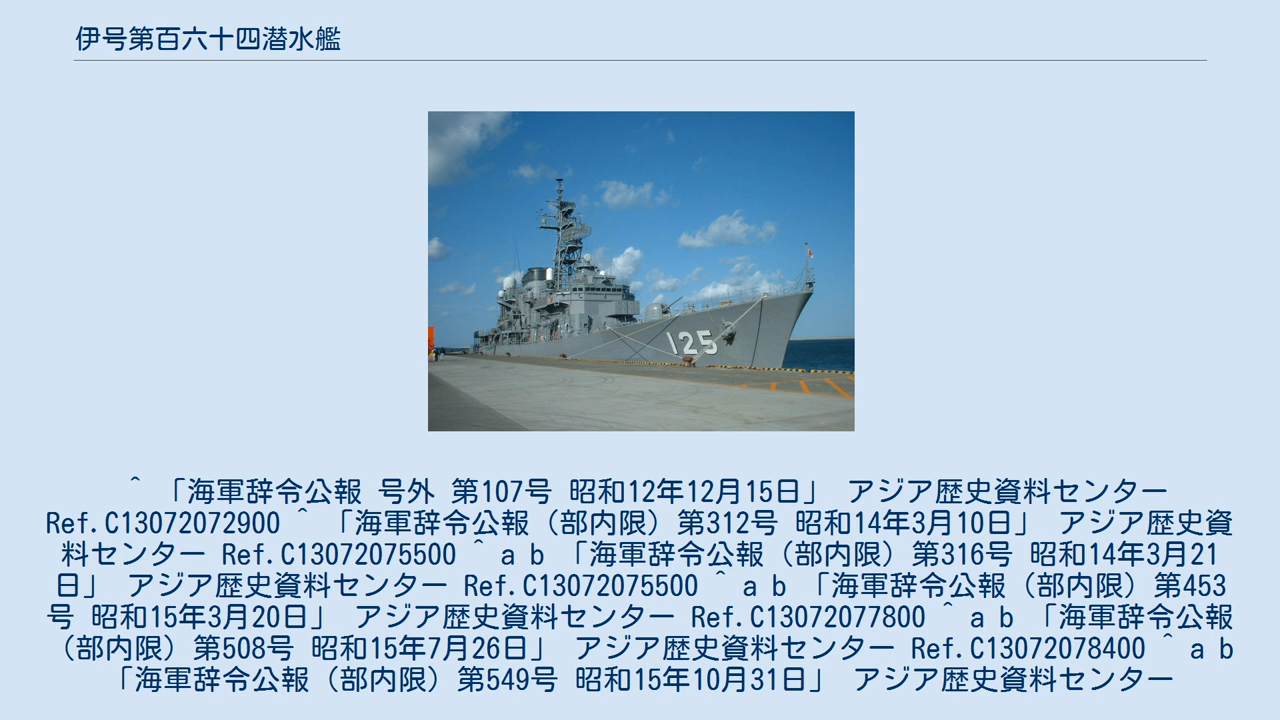 伊号第百六十四潜水艦
125
^ 「海軍辞令公報 号外 第107号 昭和12年12月15日」 アジア歴史資料センター
Ref.C13072072900 ^ 「海軍辞令公報（部内限）第312号 昭和14年3月10日」 アジア歴史資
料センター Ref.C13072075500 ^ a b 「海軍辞令公報（部内限）第316号 昭和14年3月21
日」 アジア歴史資料センター Ref.C13072075500 ^ a b 「海軍辞令公報（部内限）第453
号 昭和15年3月20日」 アジア歴史資料センター Ref.C13072077800 ^ a b 「海軍辞令公報
（部内限）第508号 昭和15年7月26日」 アジア歴史資料センター Ref.C13072078400 ^ a b
「海軍辞令公報（部内限）第549号 昭和15年10月31日」 アジア歴史資料センター